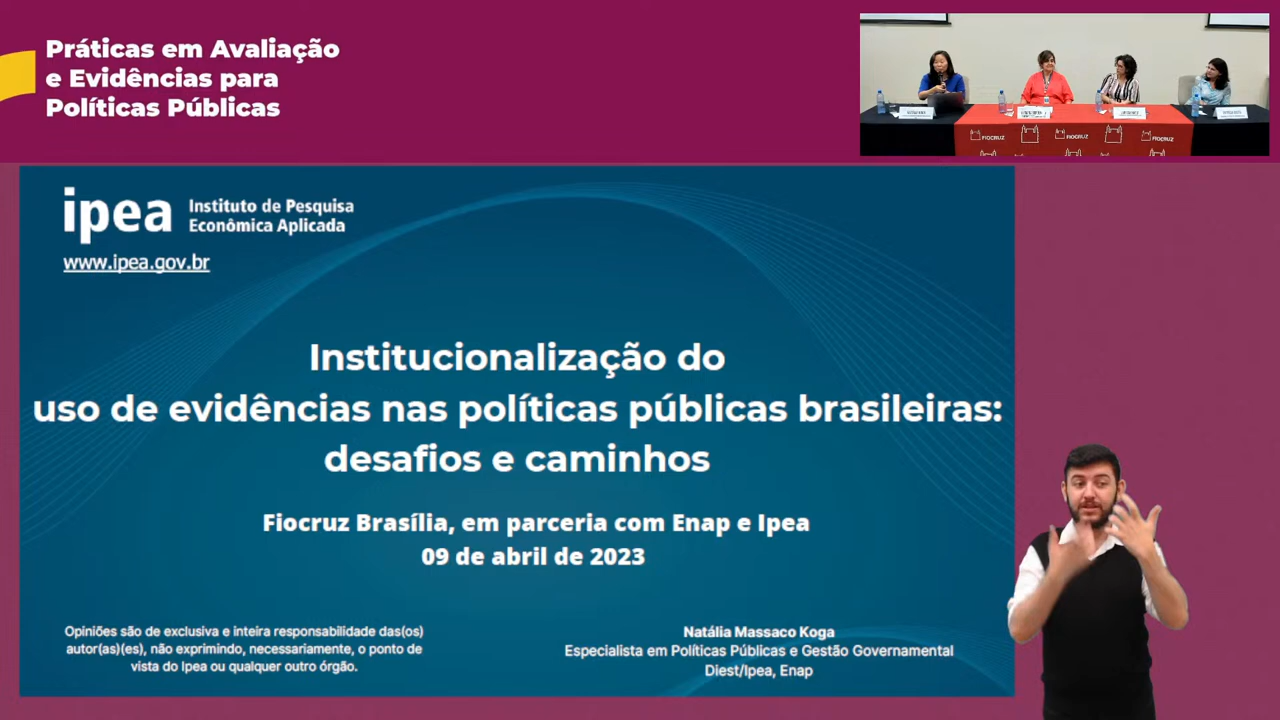 Práticas em Avaliação
e Evidências para
Políticas Públicas
FIOCRUZ
FIOCRUZ
FIOCRUZ
ipea
Instituto de Pesquisa
Econômica Aplicada
www.ipea.gov.br
Institucionalização do
uso de evidências nas políticas públicas brasileiras:
desafios e caminhos
Fiocruz Brasília, em parceria com Enap e Ipea
09 de abril de 2023
Opiniões são de exclusiva e inteira responsabilidade das(os)
autor(as)(es), não exprimindo, necessariamente, o ponto de
vista do Ipea ou qualquer outro órgão.
Natália Massaco Koga
Especialista em Políticas Públicas e Gestão Governamental
Diest/Ipea, Enap